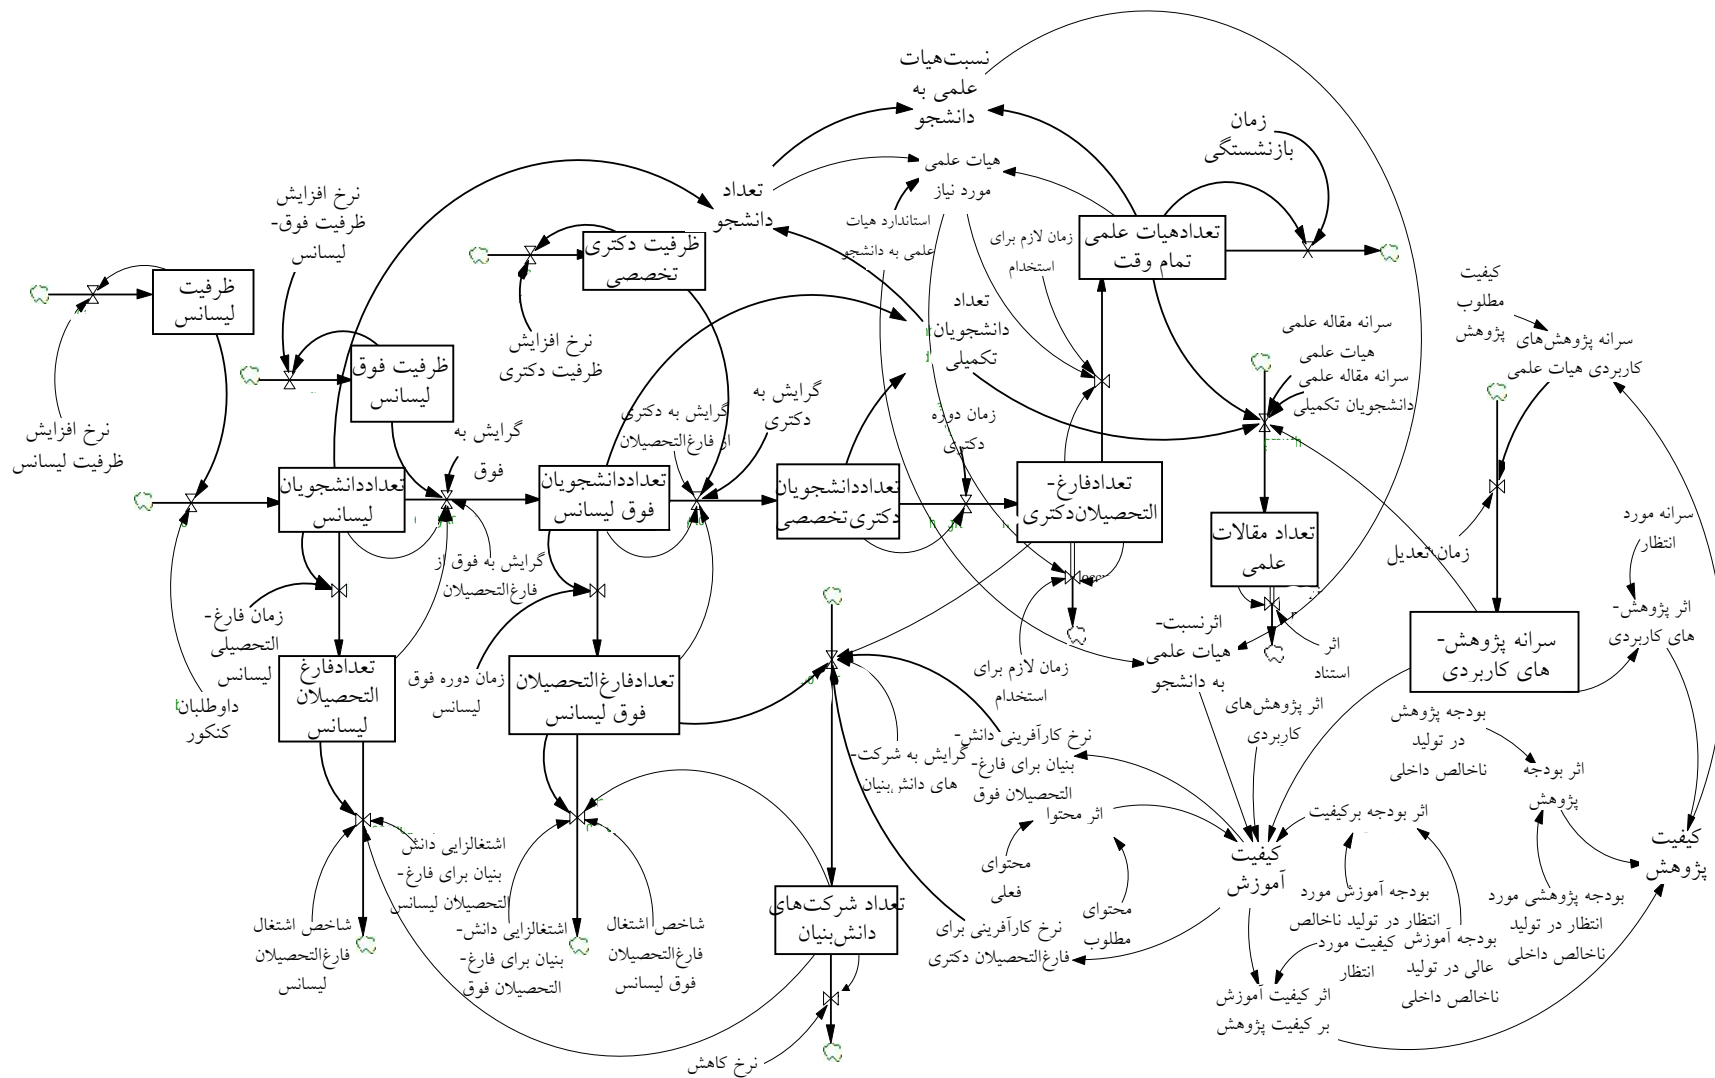 نسبت‌هیات
علمی به
دانشجو
زمان
بازنشستگی
هیات علمی
مورد نیاز
تعداد
دانشجو
استاندارد هیات
علمی به دانشجو
زمان لازم برای
استخدام
تعدادهیات علمی
تمام وقت
نرخ افزایش
ظرفیت فوق-
لیسانس
ظرفیت دکتری
تخصصی
ظرفیت
لیسانس
کیفیت
مطلوب
پژوهش
سرانه پژوهش‌های
کاربردی هیات علمی
سرانه مقاله علمی
هیات علمی
سرانه مقاله علمی
دانشجویان تکمیلی
تعداد
دانشجویان
تکمیلی
نرخ افزایش
ظرفیت دکتری
ظرفیت فوق
لیسانس
گرایش به
دکتری
گرایش به دکتری
از فارغ‌التحصیلان
زمان دوره
دکتری
نرخ افزایش
ظرفیت لیسانس
گرایش به
فوق
تعداددانشجویان
لیسانس
تعداددانشجویان
فوق لیسانس
تعداددانشجویان
دکتری‌تخصصی
تعدادفارغ-
التحصیلان‌دکتری
تعداد مقالات
علمی
زمان تعدیل
سرانه مورد
انتظار
گرایش به فوق از
فارغ‌التحصیلان
زمان فارغ-
التحصیلی
لیسانس
اثر پژوهش-
های کاربردی
سرانه پژوهش-
های کاربردی
اثرنسبت-
هیات علمی
به دانشجو
اثر
استناد
زمان لازم برای
استخدام
تعدادفارغ
التحصیلان
لیسانس
زمان دوره فوق
لیسانس
تعدادفارغ‌التحصیلان
فوق لیسانس
داوطلبان
کنکور
اثر پژوهش‌های
کاربردی
بودجه پژوهش
در تولید
ناخالص داخلی
نرخ کارآفرینی دانش-
بنیان برای فارغ-
التحصیلان فوق
گرایش به شرکت-
های دانش‌بنیان
اثر بودجه
پژوهش
اثر محتوا
اثر بودجه برکیفیت
کیفیت
پژوهش
کیفیت
آموزش
محتوای
فعلی
اشتغالزایی دانش
بنیان برای فارغ-
التحصیلان لیسانس
بودجه آموزش مورد
انتظار در تولید ناخالص
بودجه پژوهشی مورد
انتظار در تولید
ناخالص داخلی
محتوای
مطلوب
تعداد شرکت‌های
دانش‌بنیان
نرخ کارآفرینی برای
فارغ‌التحصیلان دکتری
شاخص اشتغال
فارغ‌التحصیلان
لیسانس
اشتغالزایی دانش-
بنیان برای فارغ-
التحصیلان فوق
شاخص اشتغال
فارغ‌التحصیلان
فوق لیسانس
کیفیت مورد
انتظار
بودجه آموزش
عالی در تولید
ناخالص داخلی
اثر کیفیت آموزش
بر کیفیت پژوهش
نرخ کاهش